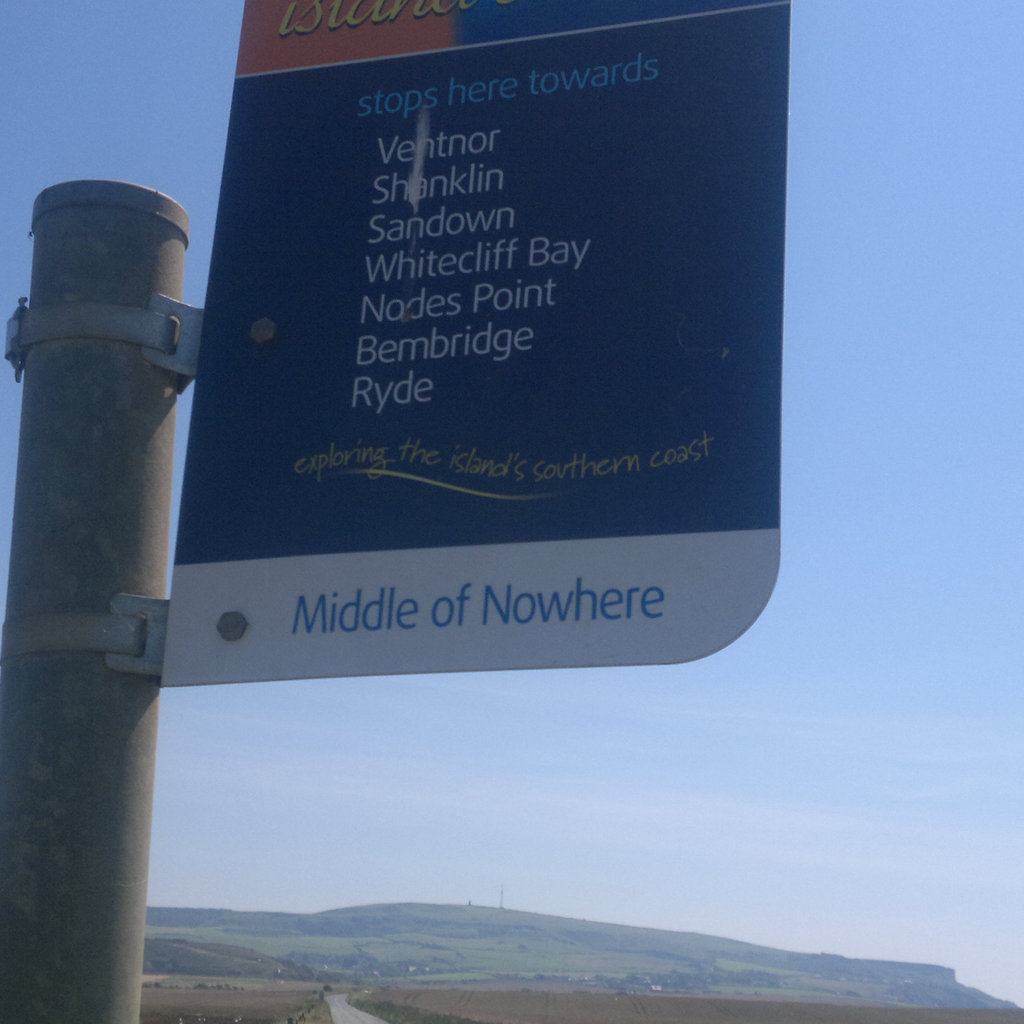 island
stops here towards
Ventnor
Shanklin
Sandown
Whitecliff Bay
Nodes Point
Bembridge
Ryde
exploring the island's southern coast
Middle of Nowhere